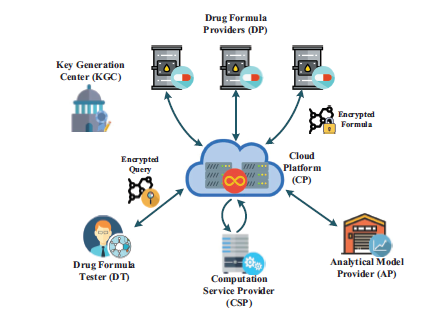 Drug Formula
Providers (DP)
Key Generation
Center (KGC)
Encrypted
Formula
Encrypted
Query
Cloud
Platform
(CP)
Drug Formula
Tester (DT)
Computation
Service Provider
(CSP)
Analytical Model
Provider (AP)